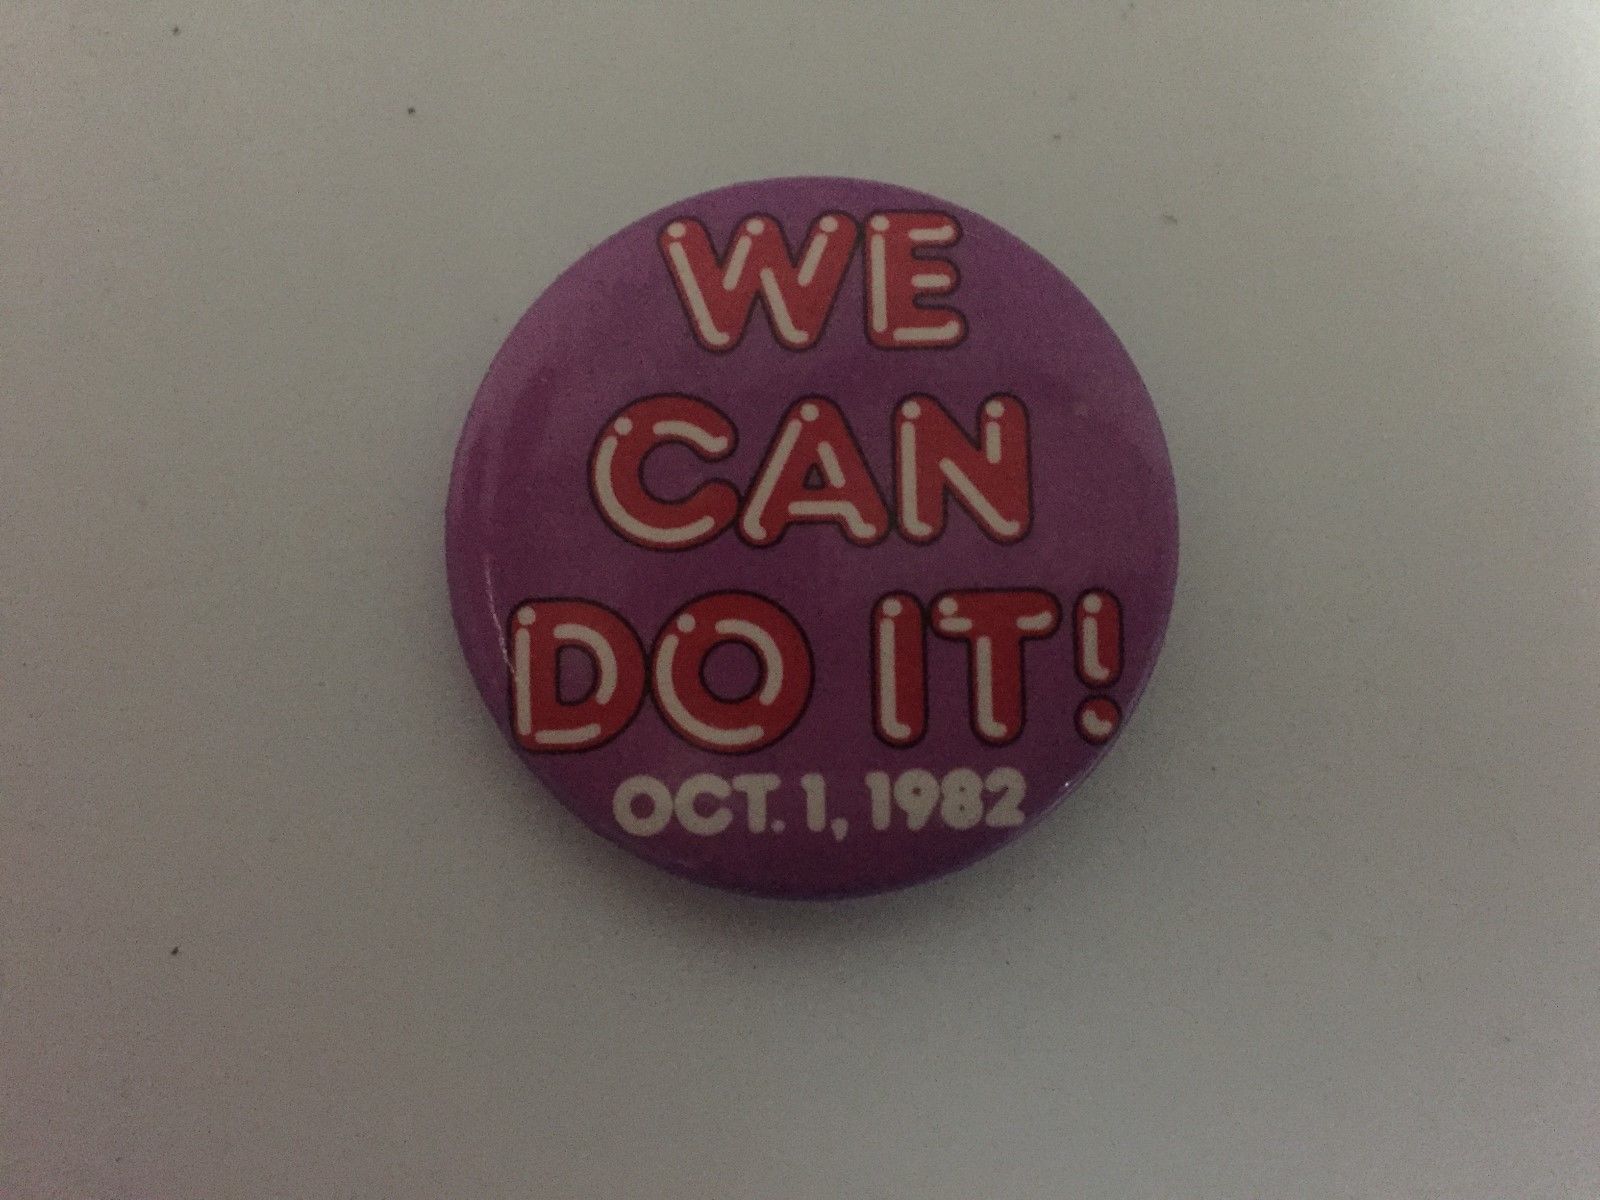 WE
CAN
DO IT!
OCT. 1, 1982